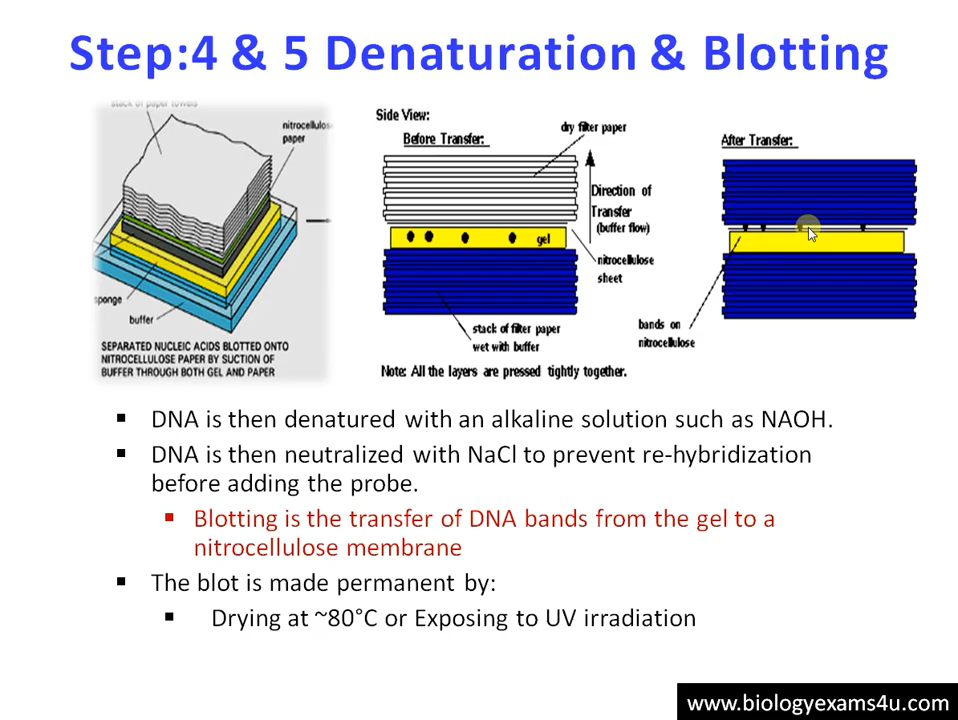 Step:4 & 5 Denaturation & Blotting
stack of paper towels
nitrocellulose
paper
sponge
buffer
SEPARATED NUCLEIC ACIDS BLOTTED ONTO
NITROCELLULOSE PAPER BY SUCTION OF
BUFFER THROUGH BOTH GEL AND PAPER
Side View:
Before Transfer:
dry filter paper
Direction of
Transfer
(buffer flow)
gel
nitrocellulose
sheet
stack of filter paper
wet with buffer
Note: All the layers are pressed tightly together.
After Transfer:
bands on
nitrocellulose
▪ DNA is then denatured with an alkaline solution such as NAOH.
▪ DNA is then neutralized with NaCl to prevent re-hybridization
before adding the probe.
▪ Blotting is the transfer of DNA bands from the gel to a
nitrocellulose membrane
▪ The blot is made permanent by:
▪ Drying at ~80°C or Exposing to UV irradiation
www.biologyexams4u.com